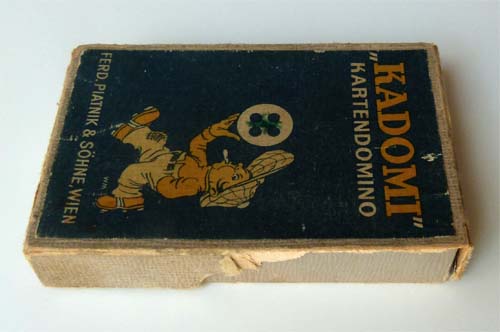 "KADOMI"
KARTENDOMINO
FERD. PIATNIK & SÖHNE, WIEN